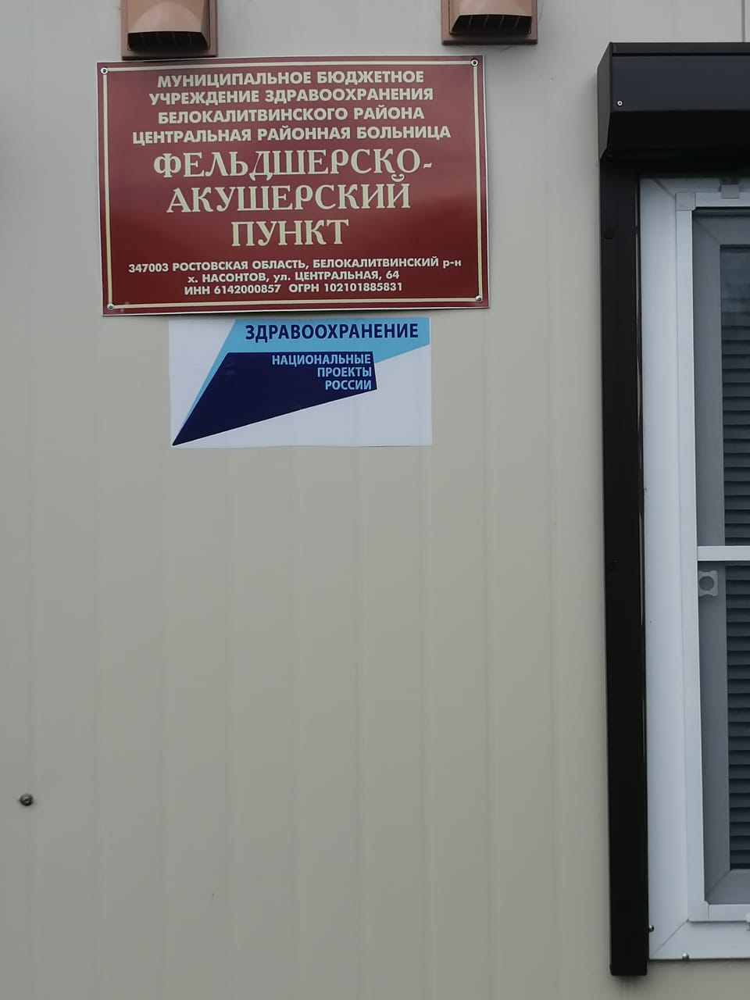 МУНИЦИПАЛЬНОЕ БЮДЖЕТНОЕ
УЧРЕЖДЕНИЕ ЗДРАВООХРАНЕНИЯ
БЕЛОКАЛИТВИНСКОГО РАЙОНА
ЦЕНТРАЛЬНАЯ РАЙОННАЯ БОЛЬНИЦА
ФЕЛЬДШЕРСКО-
АКУШЕРСКИЙ
ПУНКТ
347003 РОСТОВСКАЯ ОБЛАСТЬ, БЕЛОКАЛИТВИНСКИЙ р-н
х. НАСОНТОВ, ул. ЦЕНТРАЛЬНАЯ, 64
ИНН 6142000857 ОГРН 102101885831
ЗДРАВООХРАНЕНИЕ
НАЦИОНАЛЬНЫЕ
ПРОЕКТЫ
РОССИИ